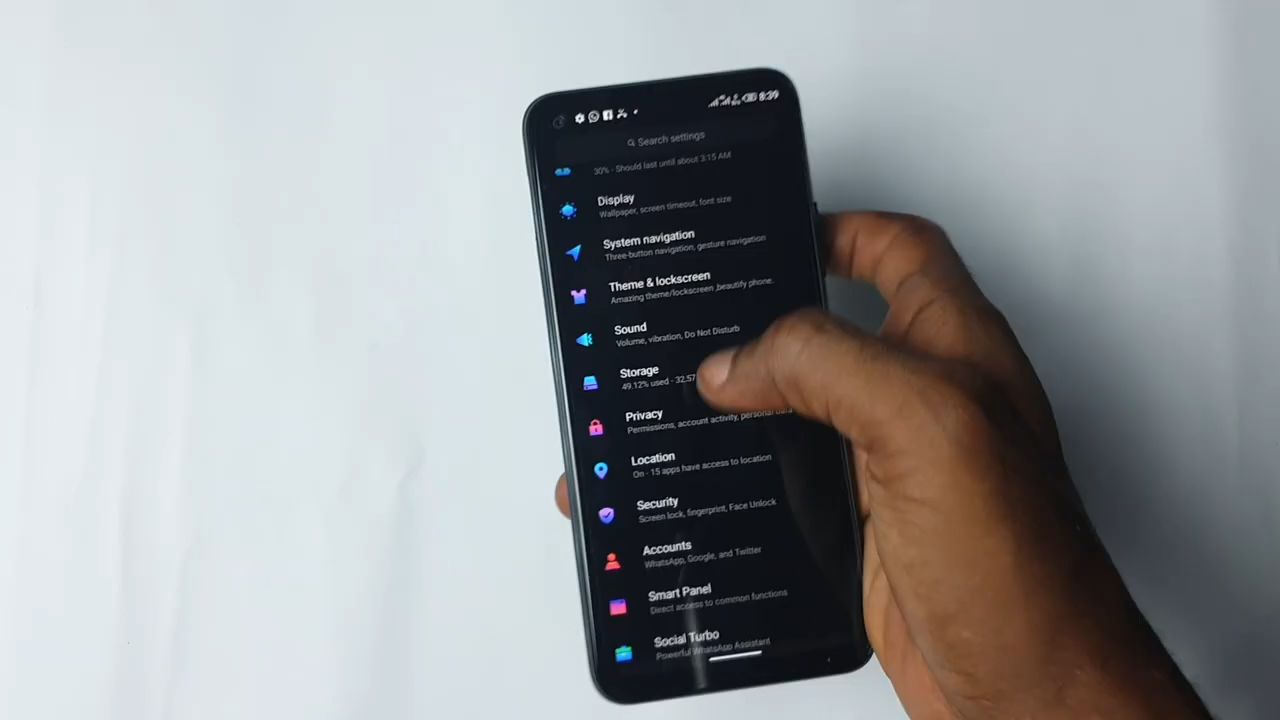 8:39
Search settings
30% - Should last until about 3:15 AM
Display
Wallpaper, screen timeout, font size
System navigation
Three-button navigation, gesture navigation
Theme & lockscreen
Amazing theme/lockscreen ,beautify phone.
Sound
Volume, vibration, Do Not Disturb
Storage
49.12% used - 32.57
Privacy
Permissions, account activity, personal data
Location
On - 15 apps have access to location
Security
Screen lock, fingerprint, Face Unlock
Accounts
WhatsApp, Google, and Twitter
Smart Panel
Direct access to common functions
Social Turbo
Powerful WhatsApp Assistant